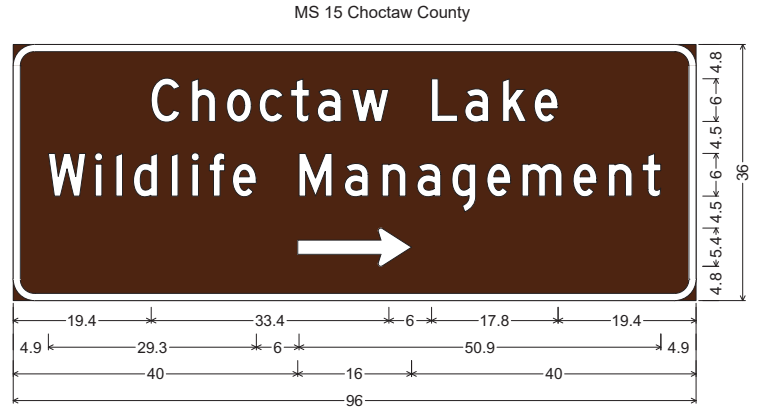 MS 15 Choctaw County
Choctaw Lake
Wildlife Management
4.8
6
4.5
6
4.5
5.4
4.8
36
19.4 33.4 6 17.8 19.4
4.9 29.3 6 50.9 4.9
40 16 40
96